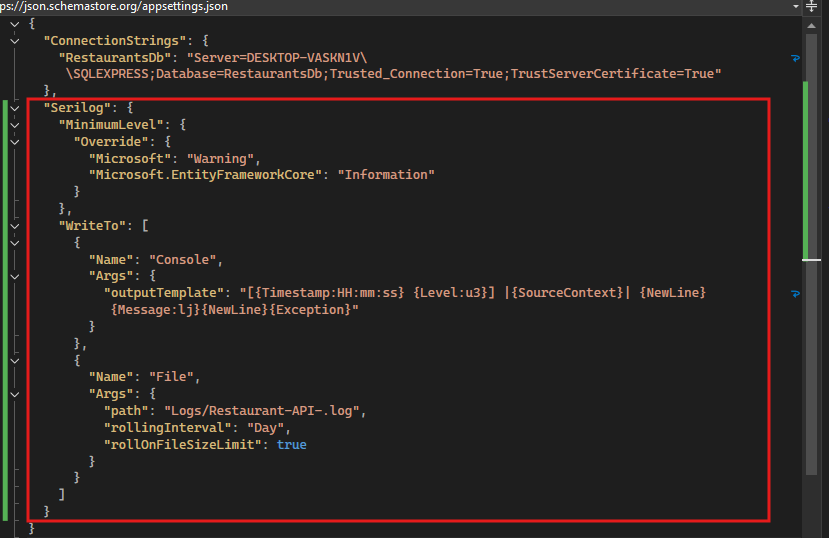 ps://json.schemastore.org/appsettings.json
{
"ConnectionStrings": {
"RestaurantsDb": "Server=DESKTOP-VASKN1V\
\SQLEXPRESS;Database=RestaurantsDb;Trusted_Connection=True;TrustServerCertificate=True"
},
"Serilog": {
"MinimumLevel": {
"Override": {
"Microsoft": "Warning",
"Microsoft.EntityFrameworkCore": "Information"
}
},
"WriteTo": [
{
"Name": "Console",
"Args": {
"outputTemplate": "[{Timestamp:HH:mm:ss} {Level:u3}] |{SourceContext}| {NewLine}
{Message:lj}{NewLine}{Exception}"
}
},
{
"Name": "File",
"Args": {
"path": "Logs/Restaurant-API-.log",
"rollingInterval": "Day",
"rollOnFileSizeLimit": true
}
}
]
}
}